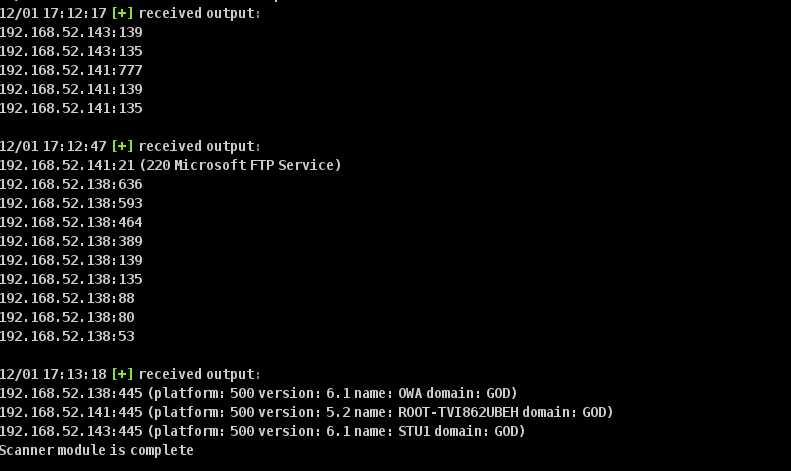 12/01 17:12:17 [+] received output:
192.168.52.143:139
192.168.52.143:135
192.168.52.141:777
192.168.52.141:139
192.168.52.141:135
12/01 17:12:47 [+] received output:
192.168.52.141:21 (220 Microsoft FTP Service)
192.168.52.138:636
192.168.52.138:593
192.168.52.138:464
192.168.52.138:389
192.168.52.138:139
192.168.52.138:135
192.168.52.138:88
192.168.52.138:80
192.168.52.138:53
12/01 17:13:18 [+] received output:
192.168.52.138:445 (platform: 500 version: 6.1 name: OWA domain: GOD)
192.168.52.141:445 (platform: 500 version: 5.2 name: ROOT-TVI862UBEH domain: GOD)
192.168.52.143:445 (platform: 500 version: 6.1 name: STU1 domain: GOD)
Scanner module is complete